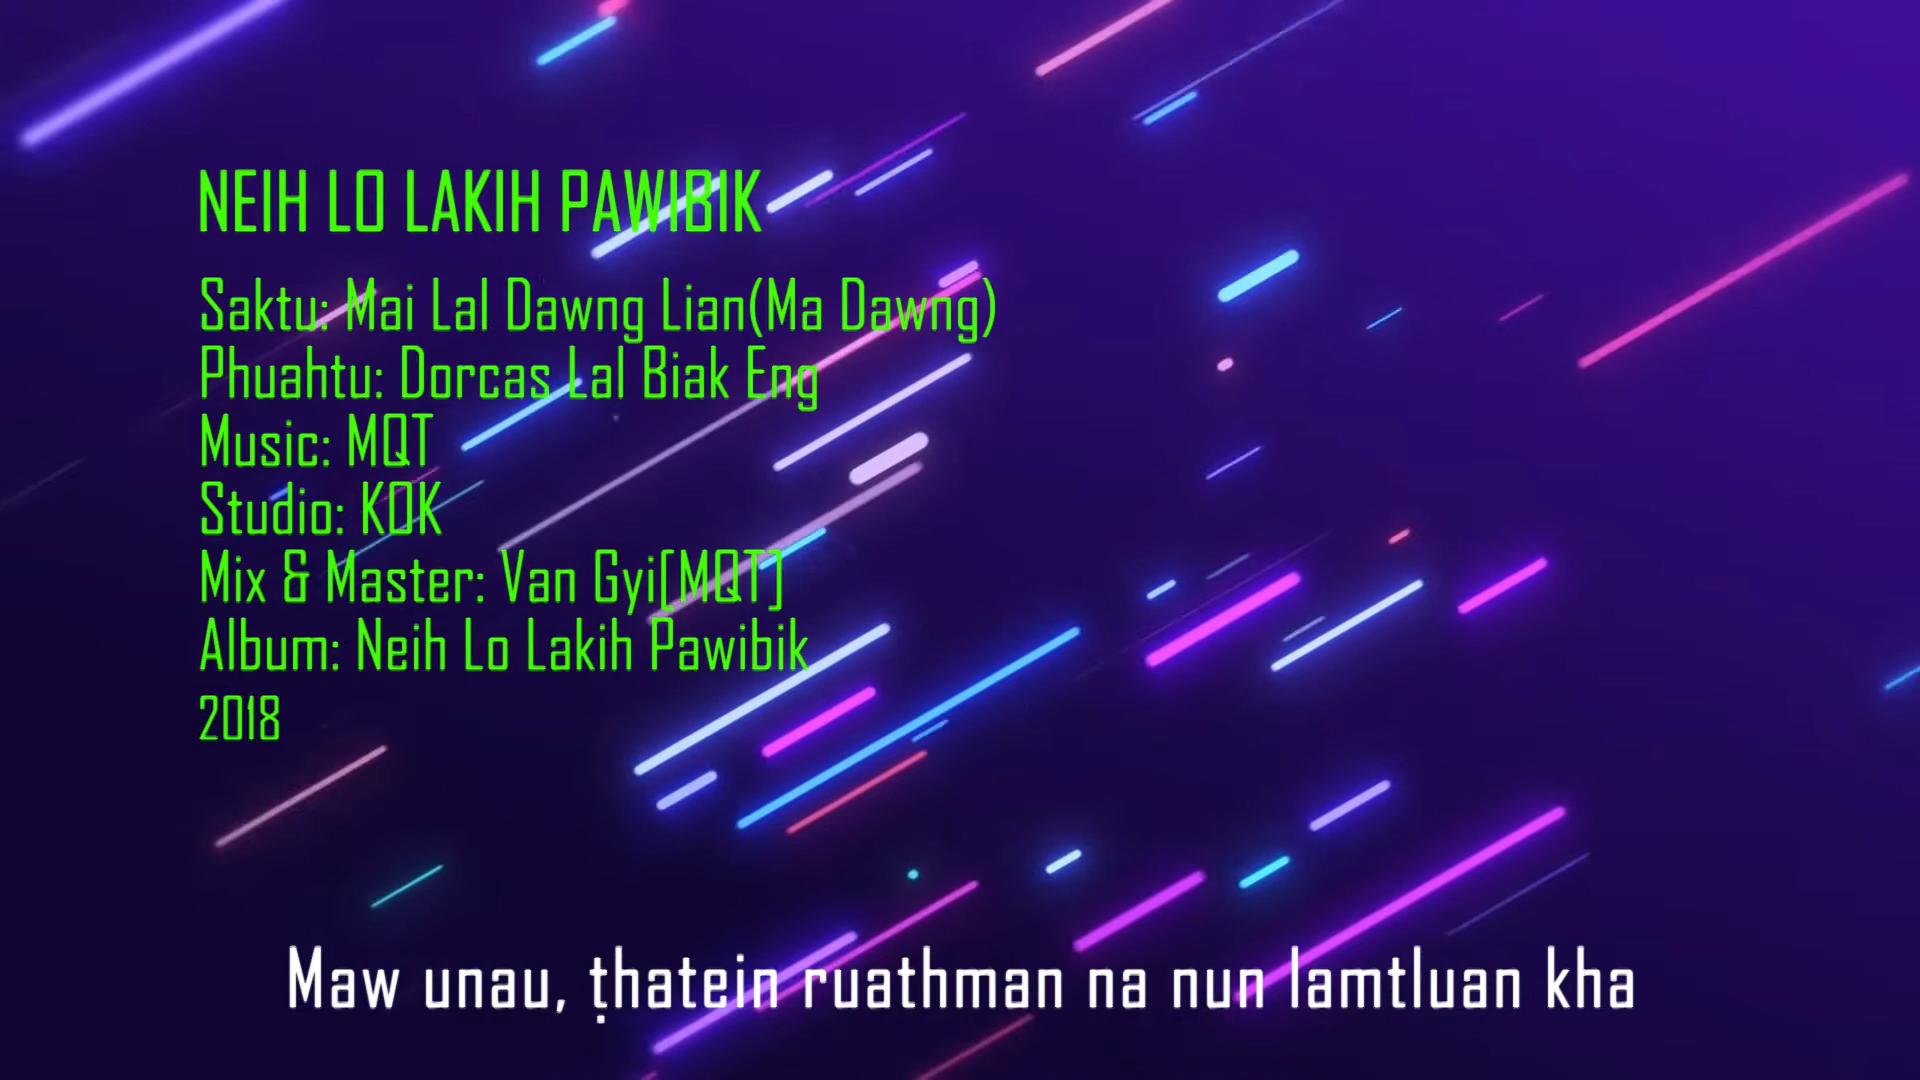 NEIH LO LAKIH PAWIBIK
Saktu: Mai Lal Dawng Lian(Ma Dawng)
Phuahtu: Dorcas Lal Biak Eng
Music: MQT
Studio: KOK
Mix & Master: Van Gyi[MQT]
Album: Neih Lo Lakih Pawibik
2018
Maw unau, ṭhatein ruathman na nun lamtluan kha